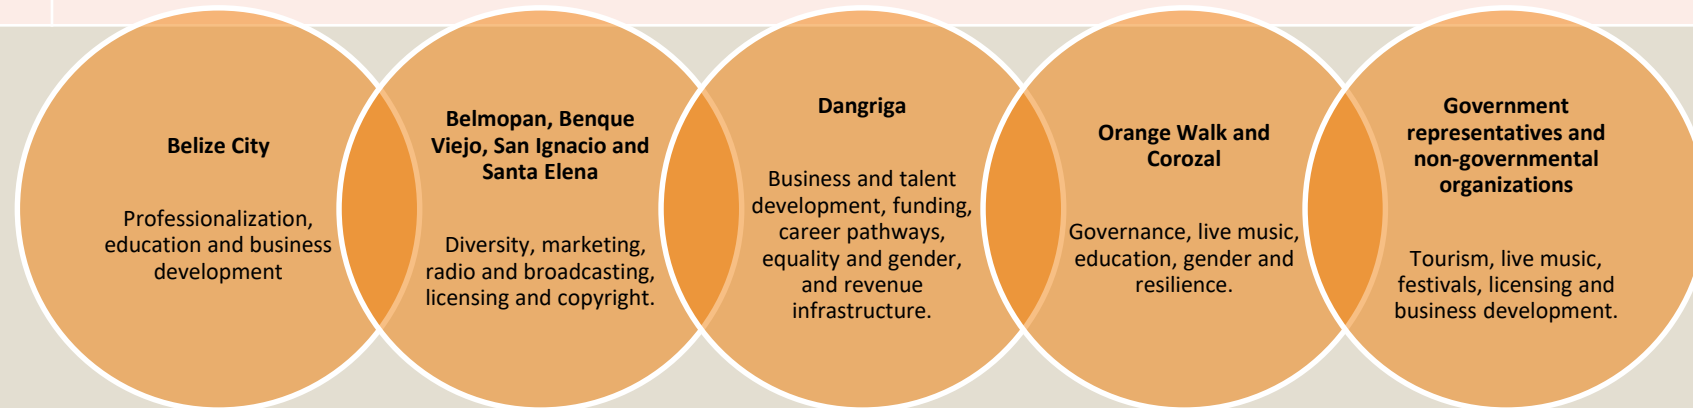 Belize City
Professionalization,
education and business
development
Belmopan, Benque
Viejo, San Ignacio and
Santa Elena
Diversity, marketing,
radio and broadcasting,
licensing and copyright.
Dangriga
Business and talent
development, funding,
career pathways,
equality and gender,
and revenue
infrastructure.
Orange Walk and
Corozal
Governance, live music,
education, gender and
resilience.
Government
representatives and
non-governmental
organizations
Tourism, live music,
festivals, licensing and
business development.